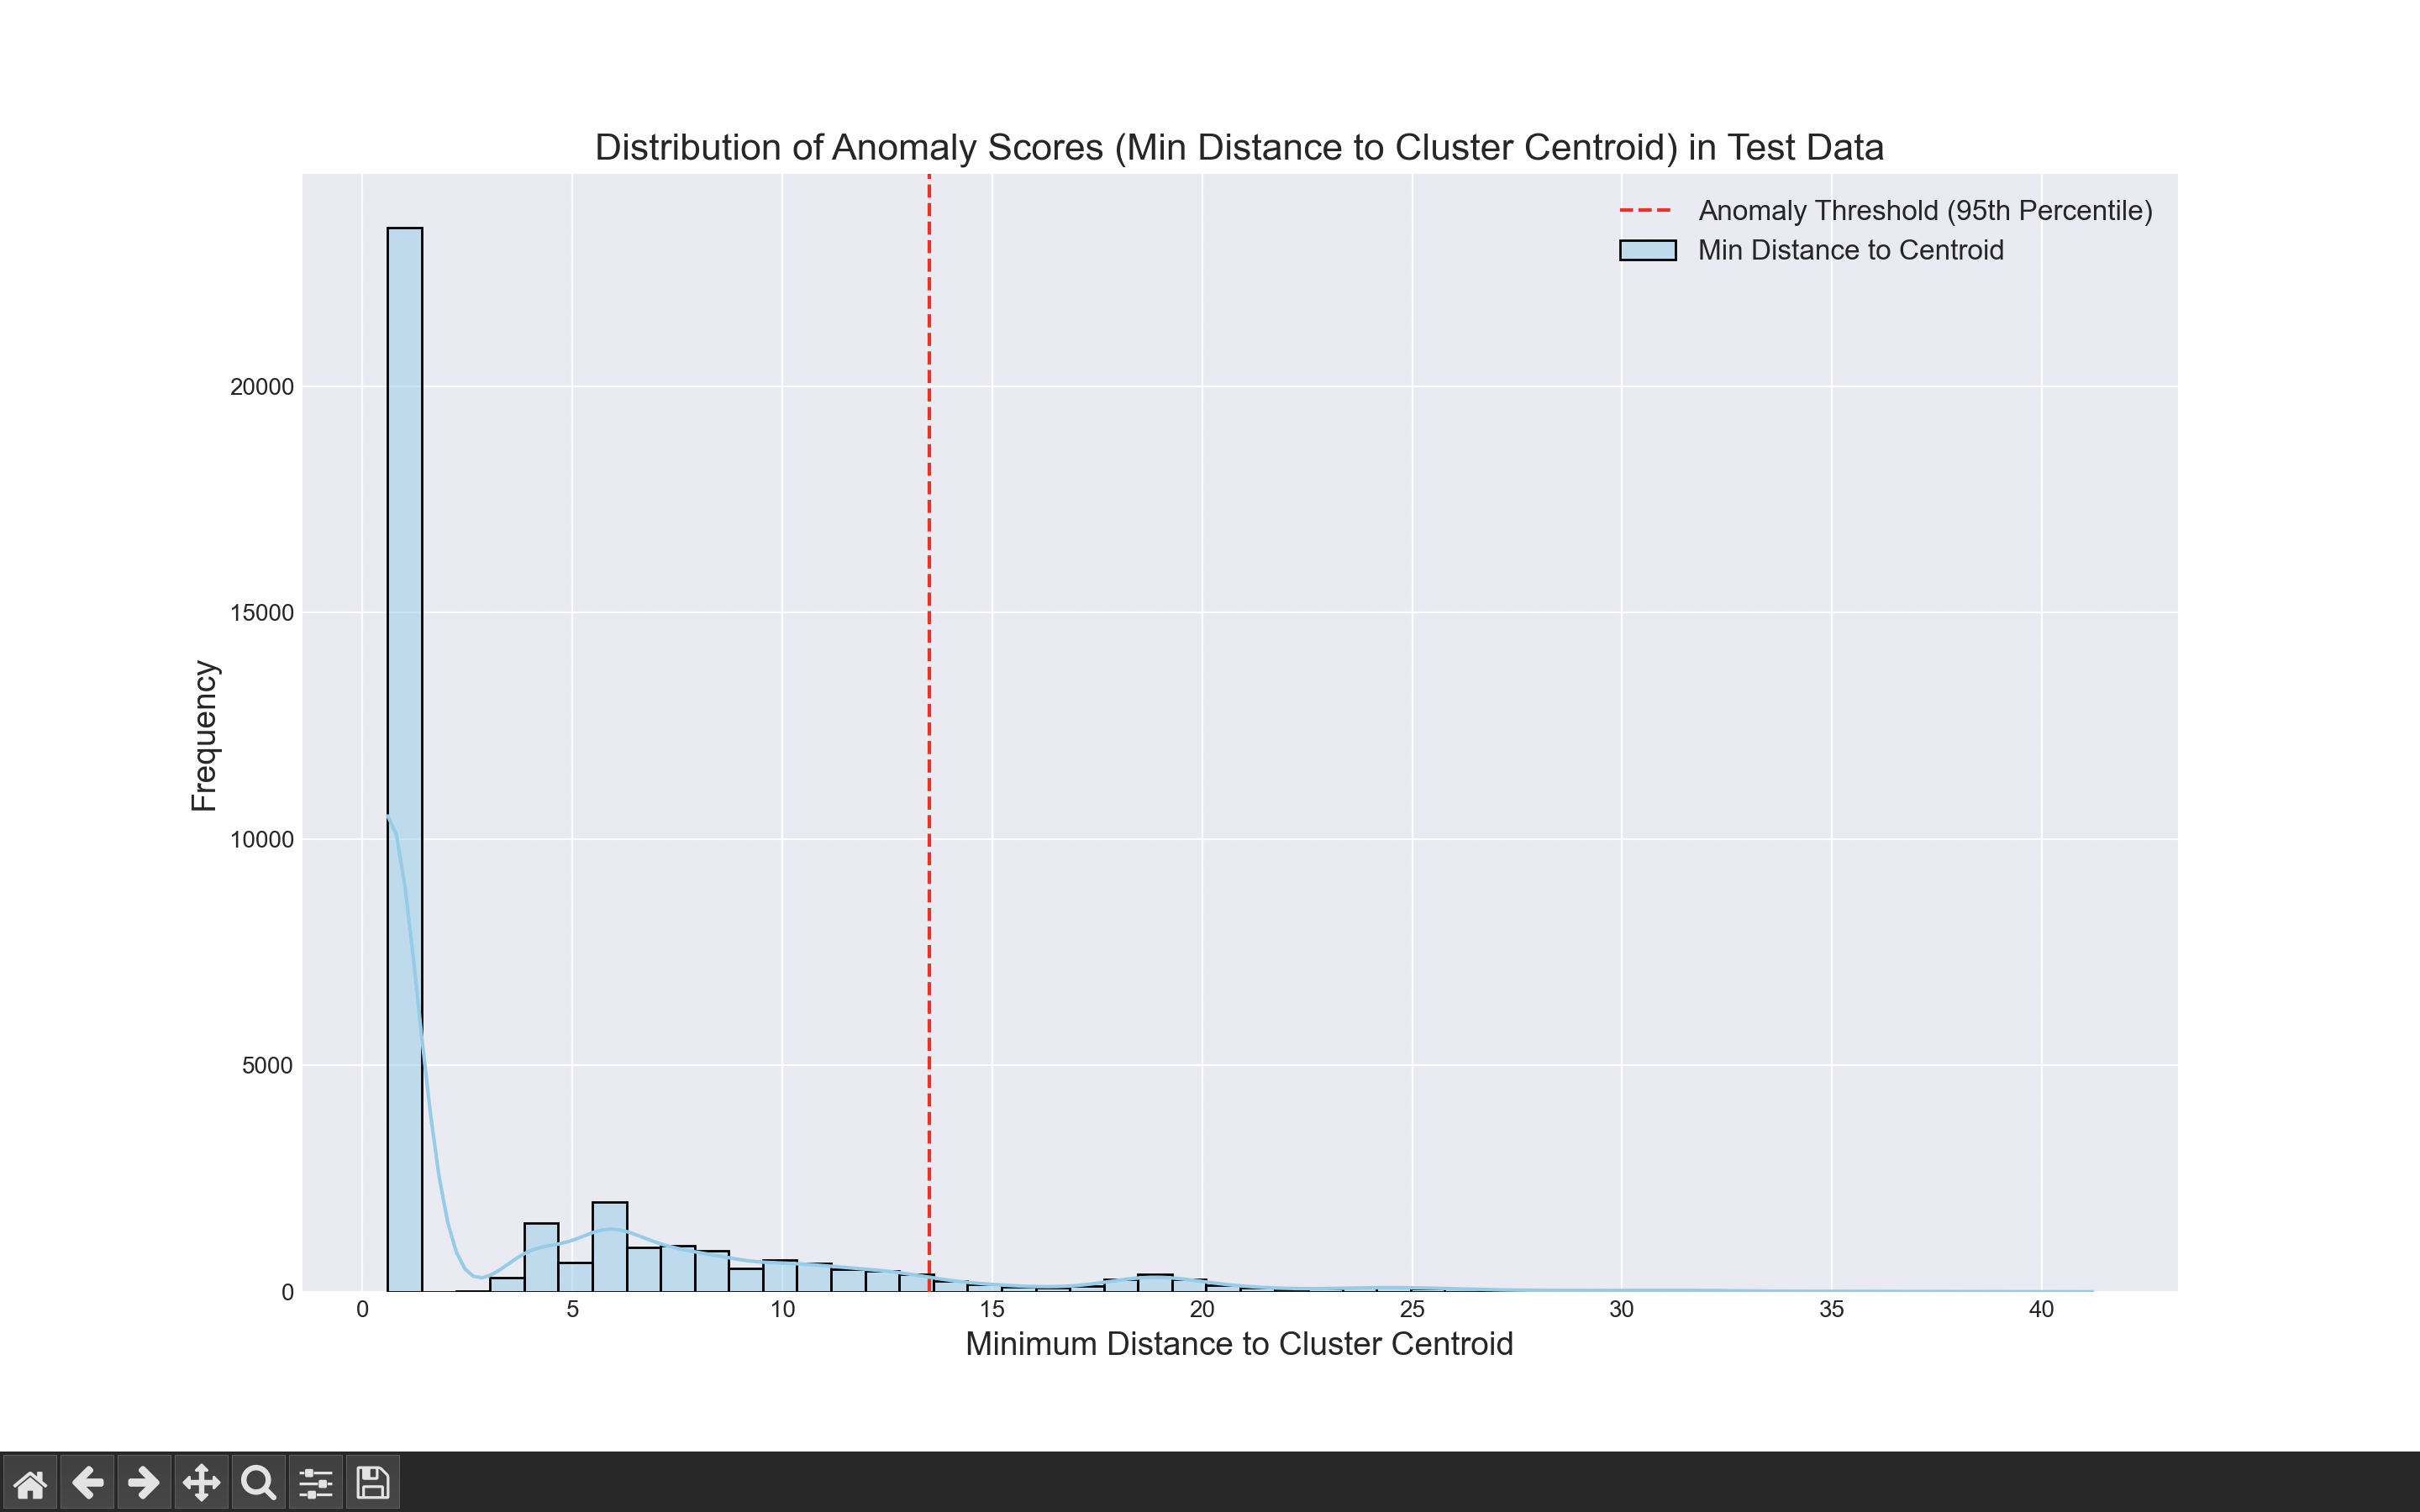 Distribution of Anomaly Scores (Min Distance to Cluster Centroid) in Test Data
Anomaly Threshold (95th Percentile)
Min Distance to Centroid
Frequency
20000
15000
10000
5000
0
0 5 10 15 20 25 30 35 40
Minimum Distance to Cluster Centroid